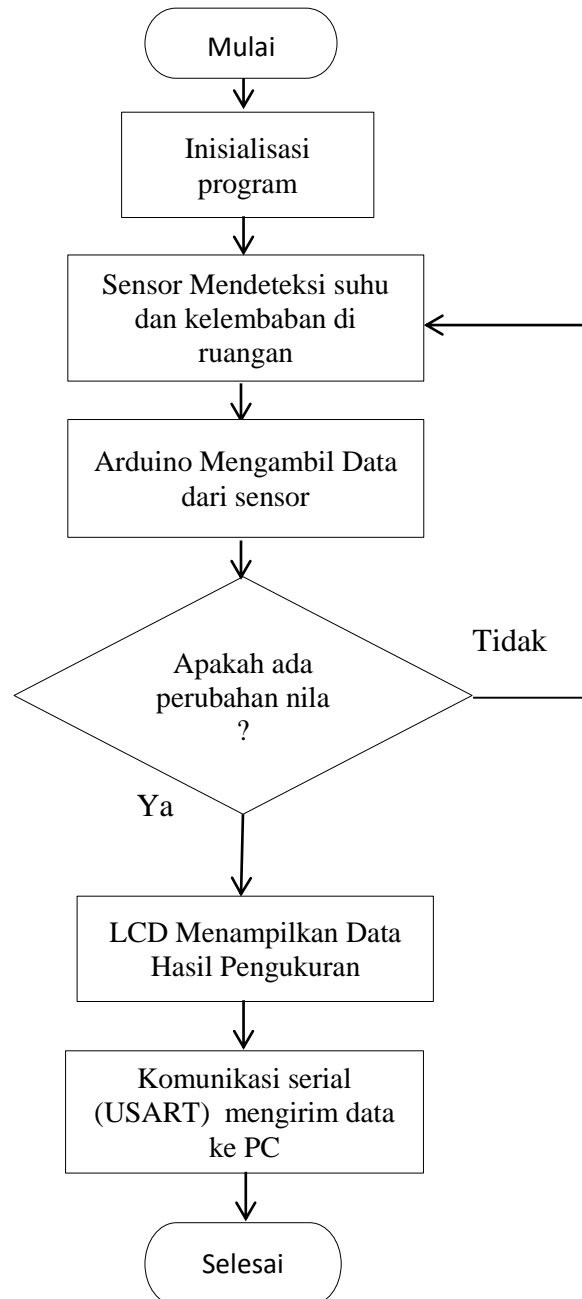 Mulai
Inisialisasi
program
Sensor Mendeteksi suhu
dan kelembaban di
ruangan
Arduino Mengambil Data
dari sensor
Apakah ada
perubahan nila
?
Tidak
Ya
LCD Menampilkan Data
Hasil Pengukuran
Komunikasi serial
(USART) mengirim data
ke PC
Selesai